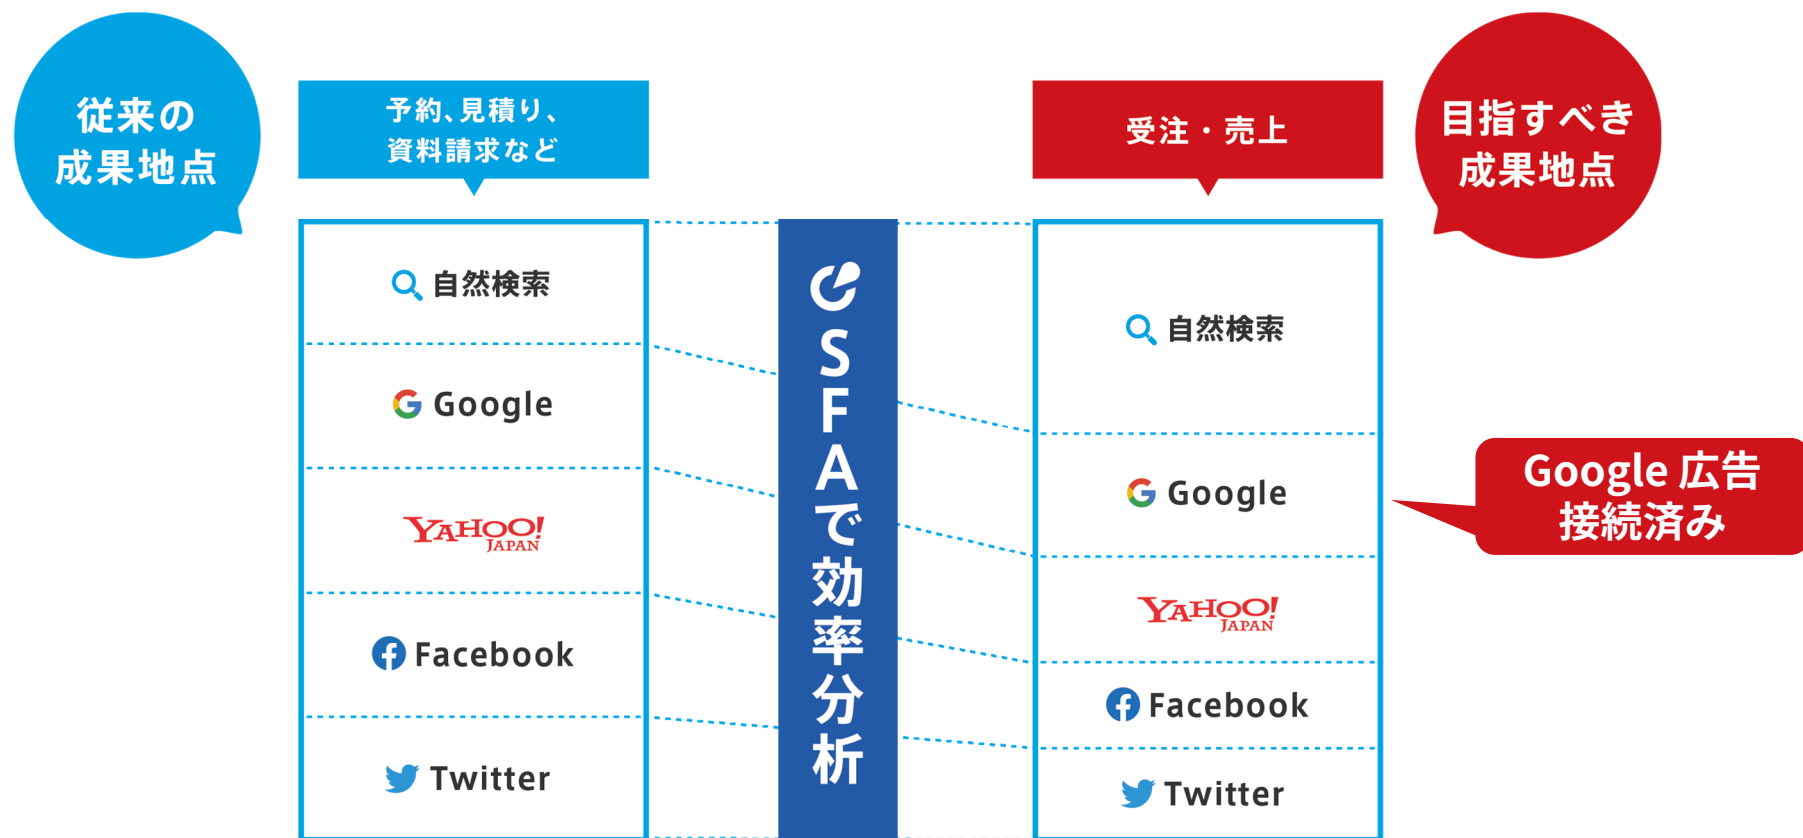 従来の
成果地点
予約、見積り、
資料請求など
受注・売上
目指すべき
成果地点
自然検索
Google
YAHOO!
JAPAN
Facebook
Twitter
SFAで効率分析
自然検索
Google
YAHOO!
JAPAN
Facebook
Twitter
Google 広告
接続済み